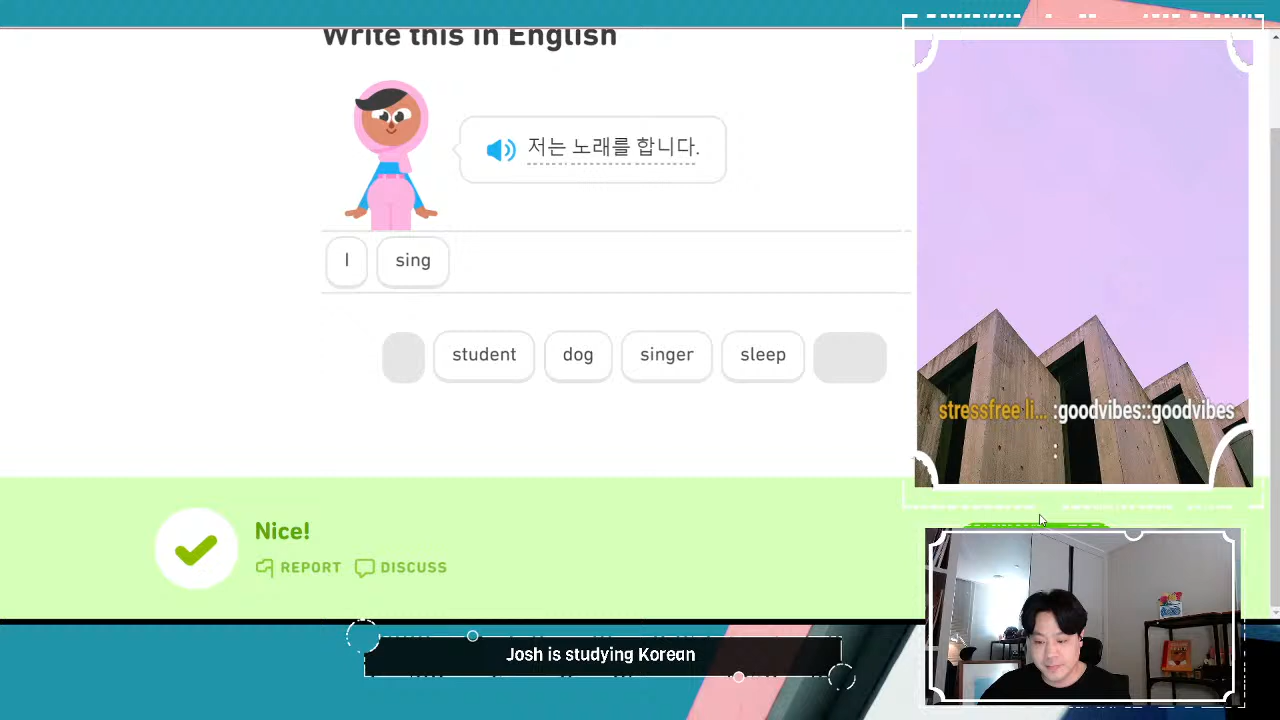 Write this in English
저는 노래를 합니다.
I sing
student dog singer sleep
stressfree li... :goodvibes::goodvibes
:
Nice!
REPORT DISCUSS
Josh is studying Korean